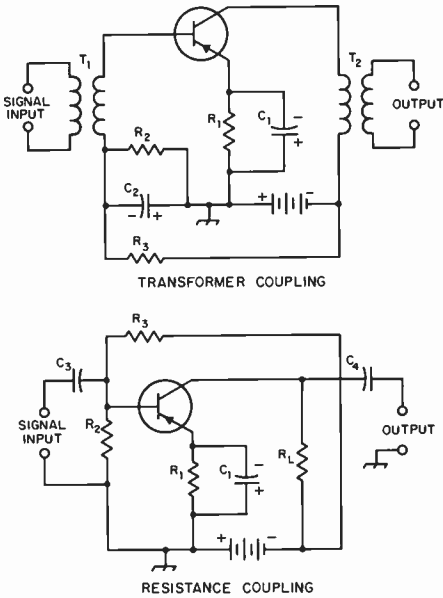 T1
T2
SIGNAL
INPUT
R2
R1
C1
-
+
OUTPUT
C2
- +
+ -
R3
TRANSFORMER COUPLING
R3
C3
C4
SIGNAL
INPUT
R2
R1
C1
-
+
RL
OUTPUT
+ -
RESISTANCE COUPLING